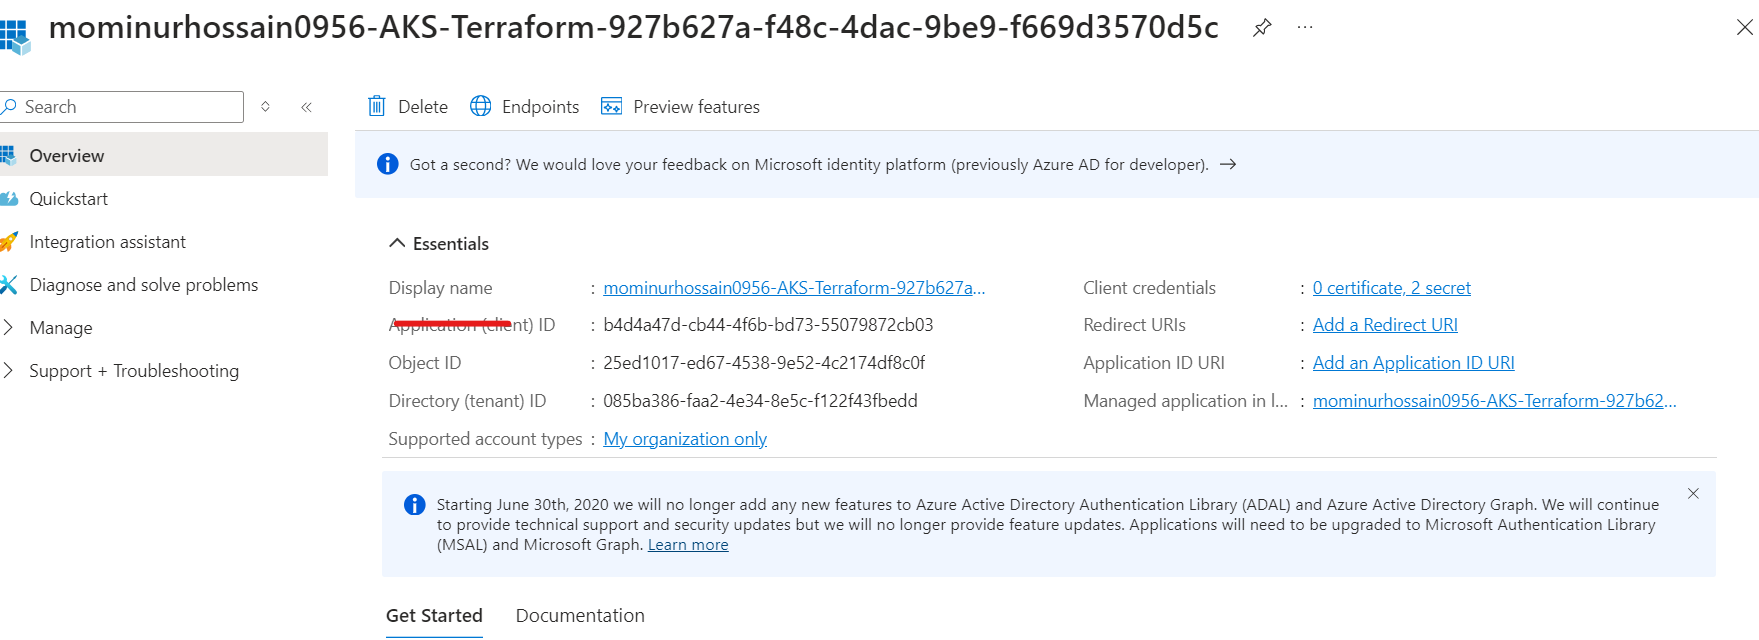 mominurhossain0956-AKS-Terraform-927b627a-f48c-4dac-9be9-f669d3570d5c
Search
Delete
Endpoints
Preview features
Overview
Quickstart
Integration assistant
Diagnose and solve problems
Manage
Support + Troubleshooting
Got a second? We would love your feedback on Microsoft identity platform (previously Azure AD for developer).
Essentials
Display name : mominurhossain0956-AKS-Terraform-927b627a...
Application (client) ID : b4d4a47d-cb44-4f6b-bd73-55079872cb03
Object ID : 25ed1017-ed67-4538-9e52-4c2174df8c0f
Directory (tenant) ID : 085ba386-faa2-4e34-8e5c-f122f43fbedd
Supported account types : My organization only
Client credentials : 0 certificate, 2 secret
Redirect URIs : Add a Redirect URI
Application ID URI : Add an Application ID URI
Managed application in l... : mominurhossain0956-AKS-Terraform-927b62...
Starting June 30th, 2020 we will no longer add any new features to Azure Active Directory Authentication Library (ADAL) and Azure Active Directory Graph. We will continue
to provide technical support and security updates but we will no longer provide feature updates. Applications will need to be upgraded to Microsoft Authentication Library
(MSAL) and Microsoft Graph. Learn more
Get Started
Documentation